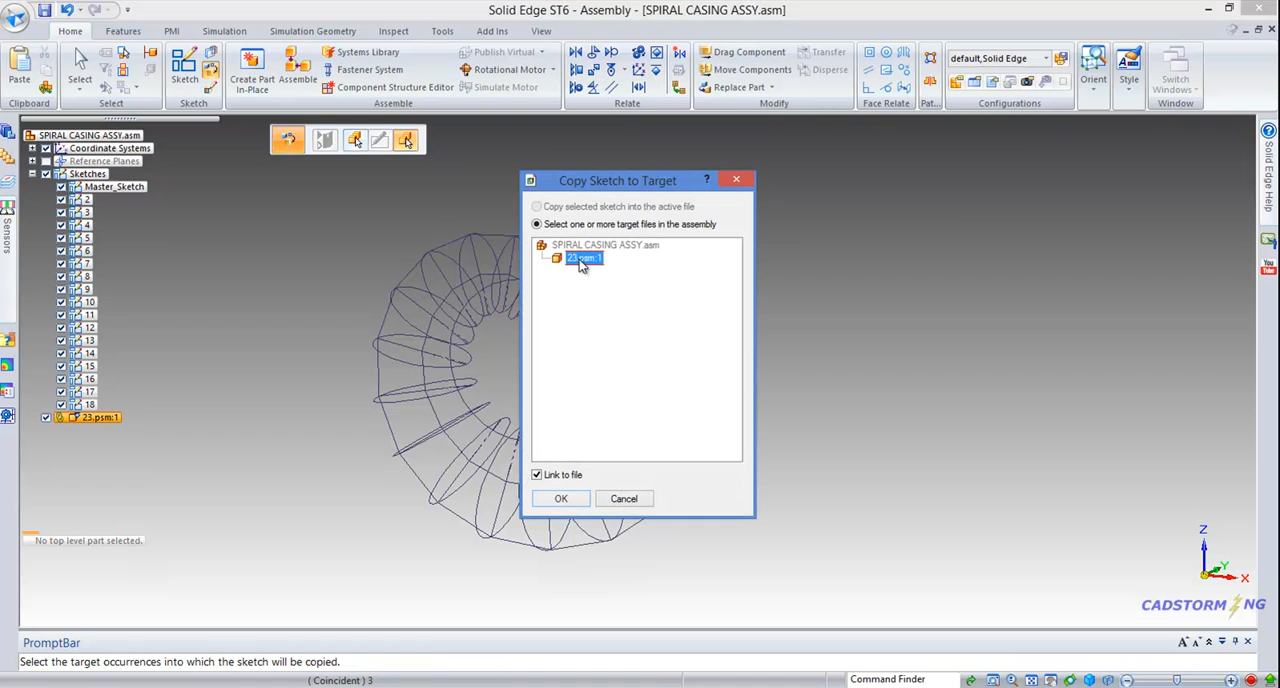 Solid Edge ST6 - Assembly - [SPIRAL CASING ASSY.asm]
Home Features PMI Simulation Simulation Geometry Inspect Tools Add Ins View
Paste
Clipboard
Select
Select
Sketch
Sketch
Create Part In-Place
Assemble
Systems Library
Fastener System
Component Structure Editor
Publish Virtual
Rotational Motor
Simulate Motor
Assemble
Relate
Drag Component
Move Components
Replace Part
Transfer
Disperse
Modify
Face Relate
Pat...
default,Solid Edge
Configurations
Orient
Style
Switch Windows
Window
SPIRAL CASING ASSY.asm
Coordinate Systems
Reference Planes
Sketches
Master_Sketch
2
3
4
5
6
7
8
9
10
11
12
13
14
15
16
17
18
23.psm:1
No top level part selected.
Sensors
Copy Sketch to Target
?
Copy selected sketch into the active file
Select one or more target files in the assembly
SPIRAL CASING ASSY.asm
23.psm:1
Link to file
OK Cancel
Solid Edge Help
You Tube
Z
Y
X
CADSTORMING
PromptBar
Select the target occurrences into which the sketch will be copied.
( Coincident ) 3
Command Finder